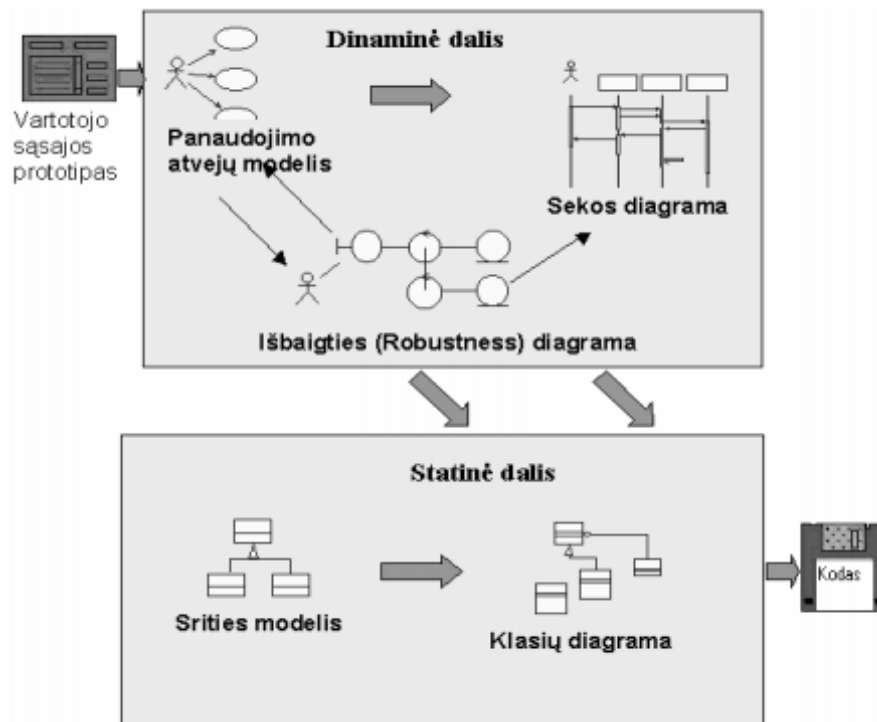 Dinaminė dalis
Vartotojo
sąsajos
prototipas
Panaudojimo
atvejų modelis
Sekos diagrama
Išbaigties (Robustness) diagrama
Statinė dalis
Srities modelis
Klasių diagrama
Kodas